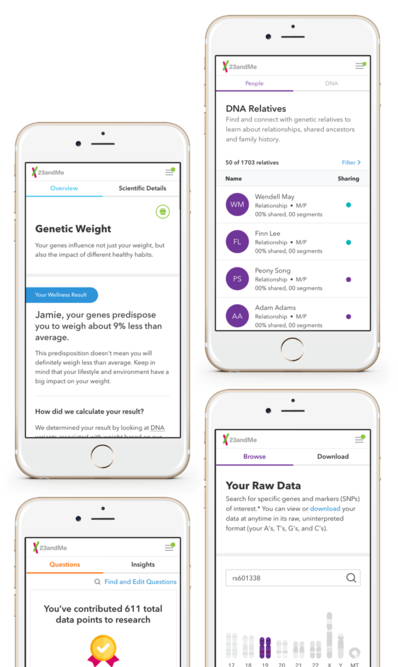 23andMe
People
DNA
DNA Relatives
Find and connect with genetic relatives to
learn about relationships, shared ancestors
and family history.
50 of 1703 relatives
Filter >
Name
Sharing
WM
Wendell May
Relationship • M/P
00% shared, 00 segments
FL
Finn Lee
Relationship • M/P
00% shared, 00 segments
PS
Peony Song
Relationship • M/P
00% shared, 00 segments
AA
Adam Adams
Relationship • M/P
00% shared, 00 segments
23andMe
Overview
Scientific Details
Genetic Weight
Your genes influence not just your weight, but
also the impact of different healthy habits.
Your Wellness Result
Jamie, your genes predispose
you to weigh about 9% less than
average.
This predisposition doesn't mean you will
definitely weigh less than average. Keep in
mind that your lifestyle and environment have a
big impact on your weight.
How did we calculate your result?
We determined your result by looking at DNA
variants associated with weight based on our
23andMe
Browse
Download
Your Raw Data
Search for specific genes and markers (SNPs)
of interest.* You can view or download your
data at anytime in its raw, uninterpreted
format (your A's, T's, G's, and C's).
rs601338
17 18 19 20 21 22 X Y MT
23andMe
Questions
Insights
Find and Edit Questions
You've contributed 611 total
data points to research